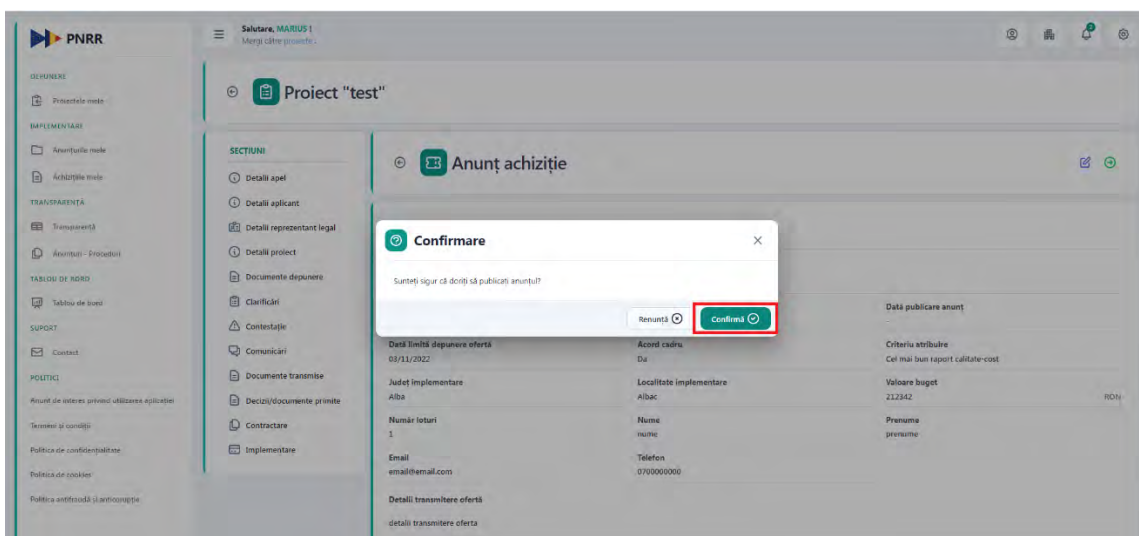 PNRR
Salutare, MARIUS !
Mergi către proiecte ›
DEPUNERE
Proiectele mele
IMPLEMENTARE
Anunțurile mele
Achizițiile mele
TRANSPARENȚĂ
Transparență
Anunțuri - Proceduri
TABLOU DE BORD
Tablou de bord
SUPORT
Contact
POLITICI
Anunț de interes privind utilizarea aplicației
Termeni și condiții
Politica de confidențialitate
Politica de cookies
Politica antifraudă și anticorupție
Proiect "test"
SECȚIUNI
Detalii apel
Detalii aplicant
Detalii reprezentant legal
Detalii proiect
Documente depunere
Clarificări
Contestație
Comunicări
Documente transmise
Decizii/documente primite
Contractare
Implementare
Anunț achiziție
Confirmare
Sunteți sigur că doriți să publicați anunțul?
Renunță
Confirmă
Dată publicare anunț
Dată limită depunere ofertă
03/11/2022
Acord cadru
Da
Criteriu atribuire
Cel mai bun raport calitate-cost
Județ implementare
Alba
Localitate implementare
Albac
Valoare buget
212342 RON
Număr loturi
1
Nume
nume
Prenume
prenume
Email
email@email.com
Telefon
0700000000
Detalii transmitere ofertă
detalii transmitere oferta